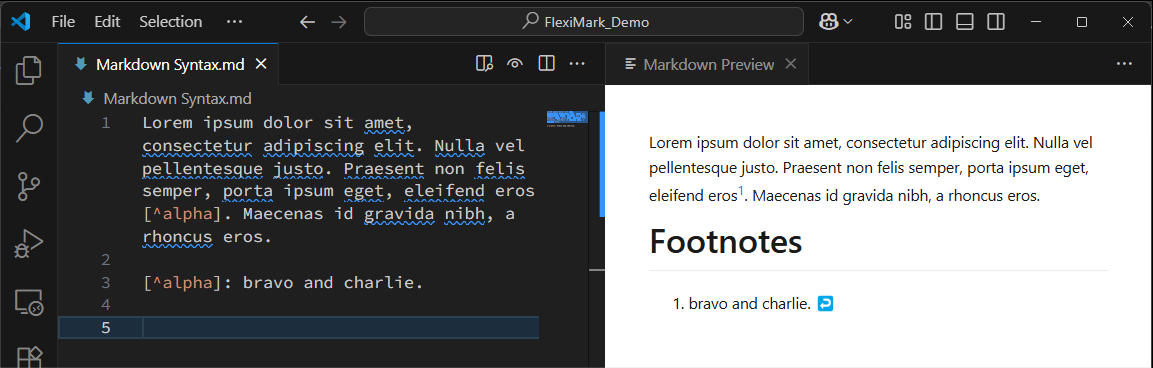 File Edit Selection ··· FlexiMark_Demo
Markdown Syntax.md
Markdown Preview
Markdown Syntax.md
1 Lorem ipsum dolor sit amet,
consectetur adipiscing elit. Nulla vel
pellentesque justo. Praesent non felis
semper, porta ipsum eget, eleifend eros
[^alpha]. Maecenas id gravida nibh, a
rhoncus eros.
2
3 [^alpha]: bravo and charlie.
4
5
Lorem ipsum dolor sit amet, consectetur adipiscing elit. Nulla vel
pellentesque justo. Praesent non felis semper, porta ipsum eget,
eleifend eros1. Maecenas id gravida nibh, a rhoncus eros.
Footnotes
1. bravo and charlie. ↩